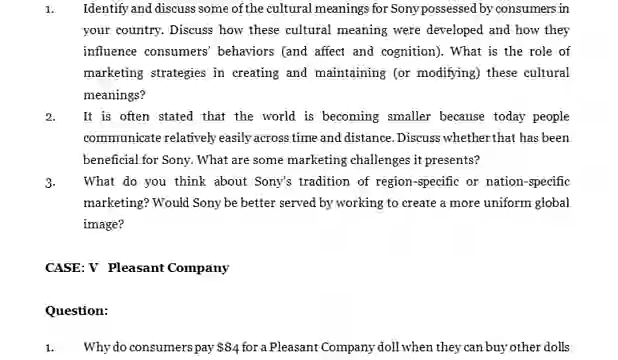 1. Identify and discuss some of the cultural meanings for Sony possessed by consumers in
your country. Discuss how these cultural meaning were developed and how they
influence consumers' behaviors (and affect and cognition). What is the role of
marketing strategies in creating and maintaining (or modifying) these cultural
meanings?
2. It is often stated that the world is becoming smaller because today people
communicate relatively easily across time and distance. Discuss whether that has been
beneficial for Sony. What are some marketing challenges it presents?
3. What do you think about Sony's tradition of region-specific or nation-specific
marketing? Would Sony be better served by working to create a more uniform global
image?
CASE: V Pleasant Company
Question:
1. Why do consumers pay $84 for a Pleasant Company doll when they can buy other dolls